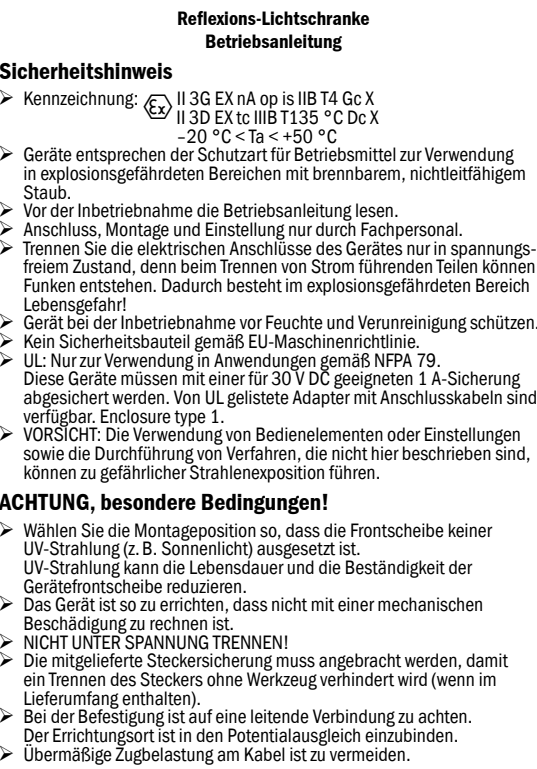 Reflexions-Lichtschranke
Betriebsanleitung
Sicherheitshinweis
➢ Kennzeichnung: Ex II 3G EX nA op is IIB T4 Gc X
II 3D EX tc IIIB T135 °C Dc X
–20 °C < Ta < +50 °C
➢ Geräte entsprechen der Schutzart für Betriebsmittel zur Verwendung
in explosionsgefährdeten Bereichen mit brennbarem, nichtleitfähigem
Staub.
➢ Vor der Inbetriebnahme die Betriebsanleitung lesen.
➢ Anschluss, Montage und Einstellung nur durch Fachpersonal.
➢ Trennen Sie die elektrischen Anschlüsse des Gerätes nur in spannungs-
freiem Zustand, denn beim Trennen von Strom führenden Teilen können
Funken entstehen. Dadurch besteht im explosionsgefährdeten Bereich
Lebensgefahr!
➢ Gerät bei der Inbetriebnahme vor Feuchte und Verunreinigung schützen.
➢ Kein Sicherheitsbauteil gemäß EU-Maschinenrichtlinie.
➢ UL: Nur zur Verwendung in Anwendungen gemäß NFPA 79.
Diese Geräte müssen mit einer für 30 V DC geeigneten 1 A-Sicherung
abgesichert werden. Von UL gelistete Adapter mit Anschlusskabeln sind
verfügbar. Enclosure type 1.
➢ VORSICHT: Die Verwendung von Bedienelementen oder Einstellungen
sowie die Durchführung von Verfahren, die nicht hier beschrieben sind,
können zu gefährlicher Strahlenexposition führen.
ACHTUNG, besondere Bedingungen!
➢ Wählen Sie die Montageposition so, dass die Frontscheibe keiner
UV-Strahlung (z. B. Sonnenlicht) ausgesetzt ist.
UV-Strahlung kann die Lebensdauer und die Beständigkeit der
Gerätefrontscheibe reduzieren.
➢ Das Gerät ist so zu errichten, dass nicht mit einer mechanischen
Beschädigung zu rechnen ist.
➢ NICHT UNTER SPANNUNG TRENNEN!
➢ Die mitgelieferte Steckersicherung muss angebracht werden, damit
ein Trennen des Steckers ohne Werkzeug verhindert wird (wenn im
Lieferumfang enthalten).
➢ Bei der Befestigung ist auf eine leitende Verbindung zu achten.
Der Errichtungsort ist in den Potentialausgleich einzubinden.
➢ Übermäßige Zugbelastung am Kabel ist zu vermeiden.